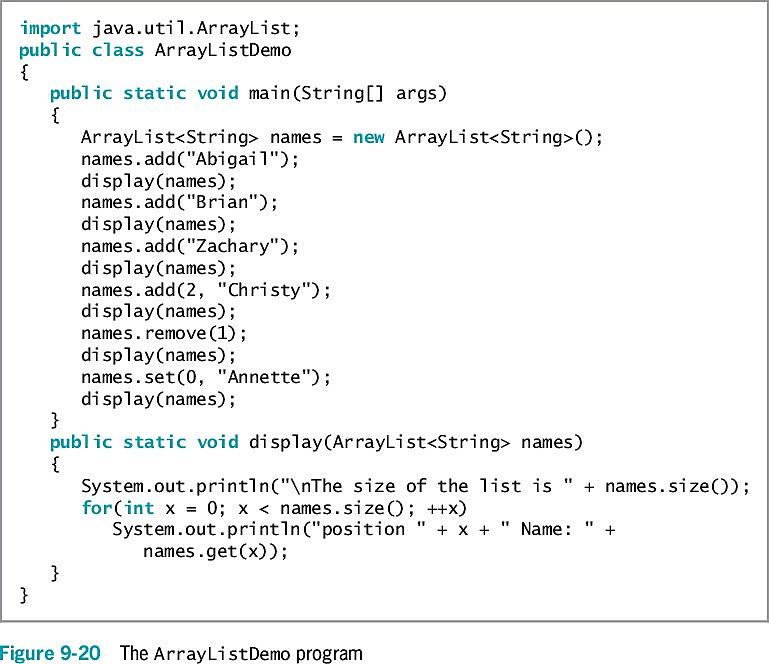 import java.util.ArrayList;
public class ArrayListDemo
{
   public static void main(String[] args)
   {
      ArrayList<String> names = new ArrayList<String>();
      names.add("Abigail");
      display(names);
      names.add("Brian");
      display(names);
      names.add("Zachary");
      display(names);
      names.add(2, "Christy");
      display(names);
      names.remove(1);
      display(names);
      names.set(0, "Annette");
      display(names);
   }
   public static void display(ArrayList<String> names)
   {
      System.out.println("\nThe size of the list is " + names.size());
      for(int x = 0; x < names.size(); ++x)
         System.out.println("position " + x + " Name: " +
            names.get(x));
   }
}
Figure 9-20 The ArrayListDemo program